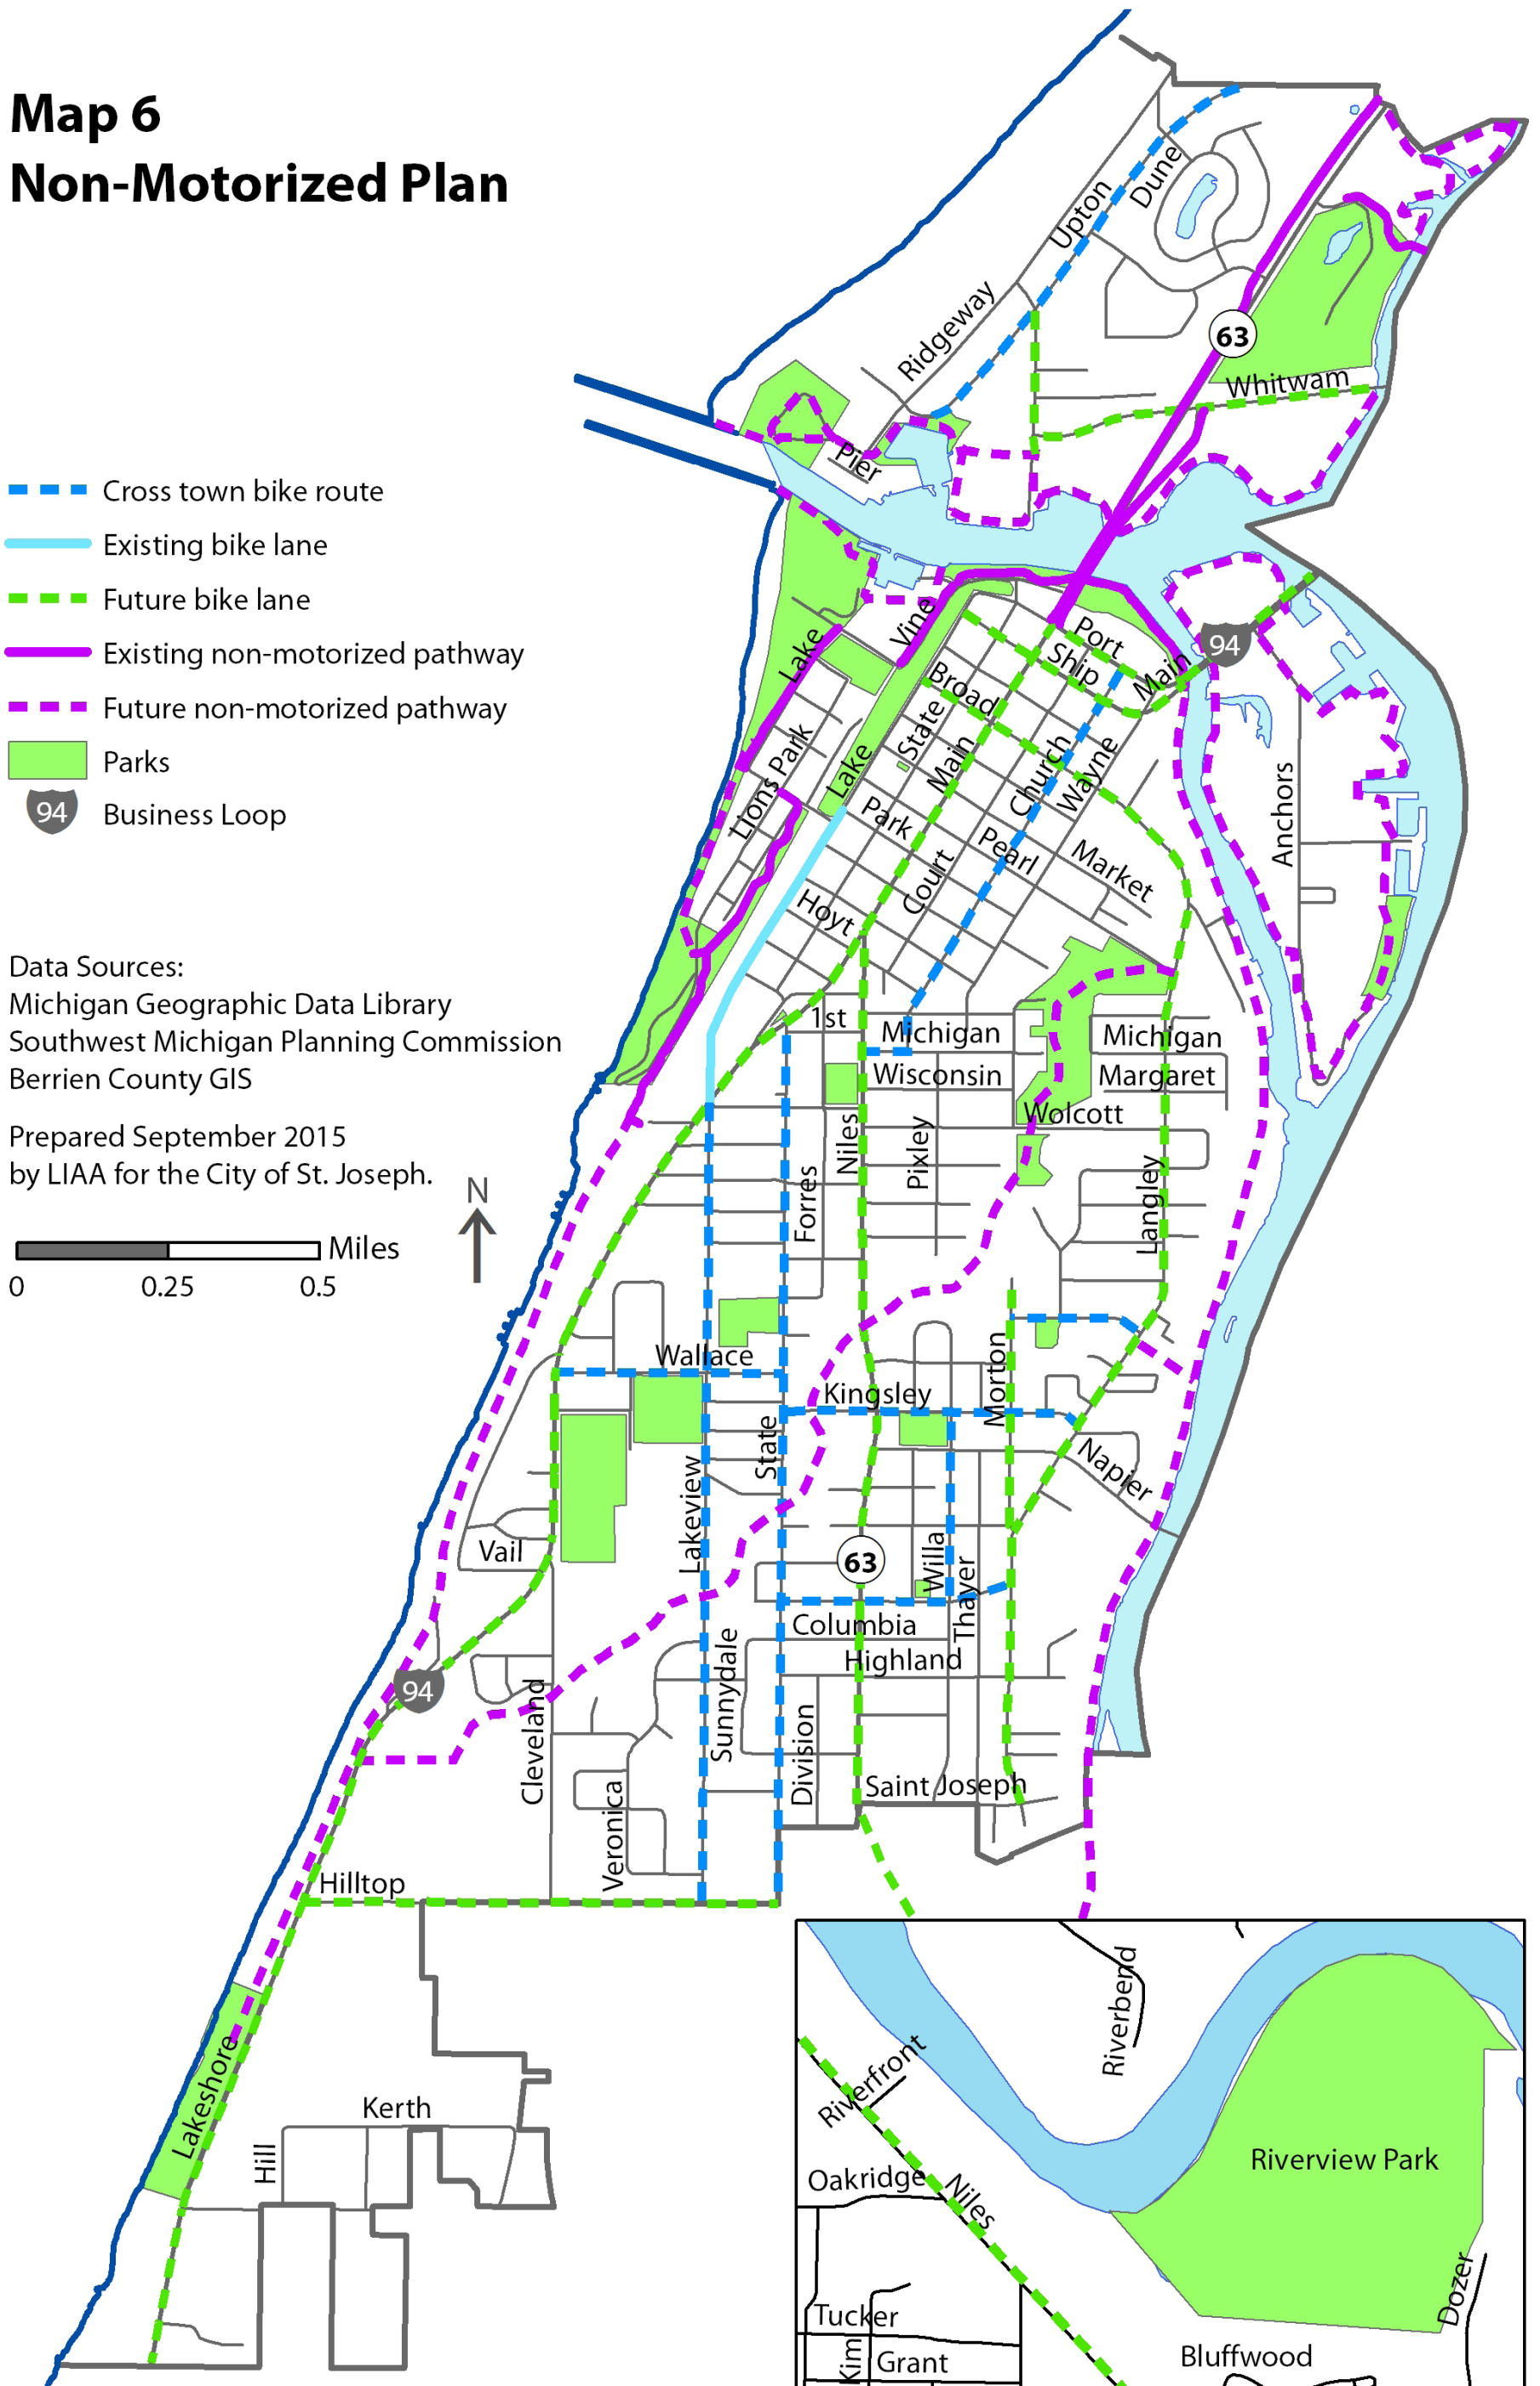 Map 6
Non-Motorized Plan
Cross town bike route
Existing bike lane
Future bike lane
Existing non-motorized pathway
Future non-motorized pathway
Parks
94
Business Loop
Data Sources:
Michigan Geographic Data Library
Southwest Michigan Planning Commission
Berrien County GIS
Prepared September 2015
by LIAA for the City of St. Joseph.
N
Miles
0
0.25
0.5
Dune
Upton
Ridgeway
63
Whitwam
Pier
Vine
Lake
Port
Ship
Main
94
Broad
State
Main
Church
Wayne
Lions Park
Lake
Park
Pearl
Market
Anchors
Court
Hoyt
1st
Michigan
Michigan
Wisconsin
Margaret
Wolcott
Niles
Pixley
Forres
Langley
Wallace
Kingsley
Morton
State
Napier
Lakeview
Vail
63
Willa
Thayer
Columbia
Highland
Sunnydale
94
Cleveland
Division
Veronica
Saint Joseph
Hilltop
Lakeshore
Kerth
Hill
Riverbend
Riverfront
Riverview Park
Oakridge
Niles
Dozer
Tucker
Kim
Grant
Bluffwood